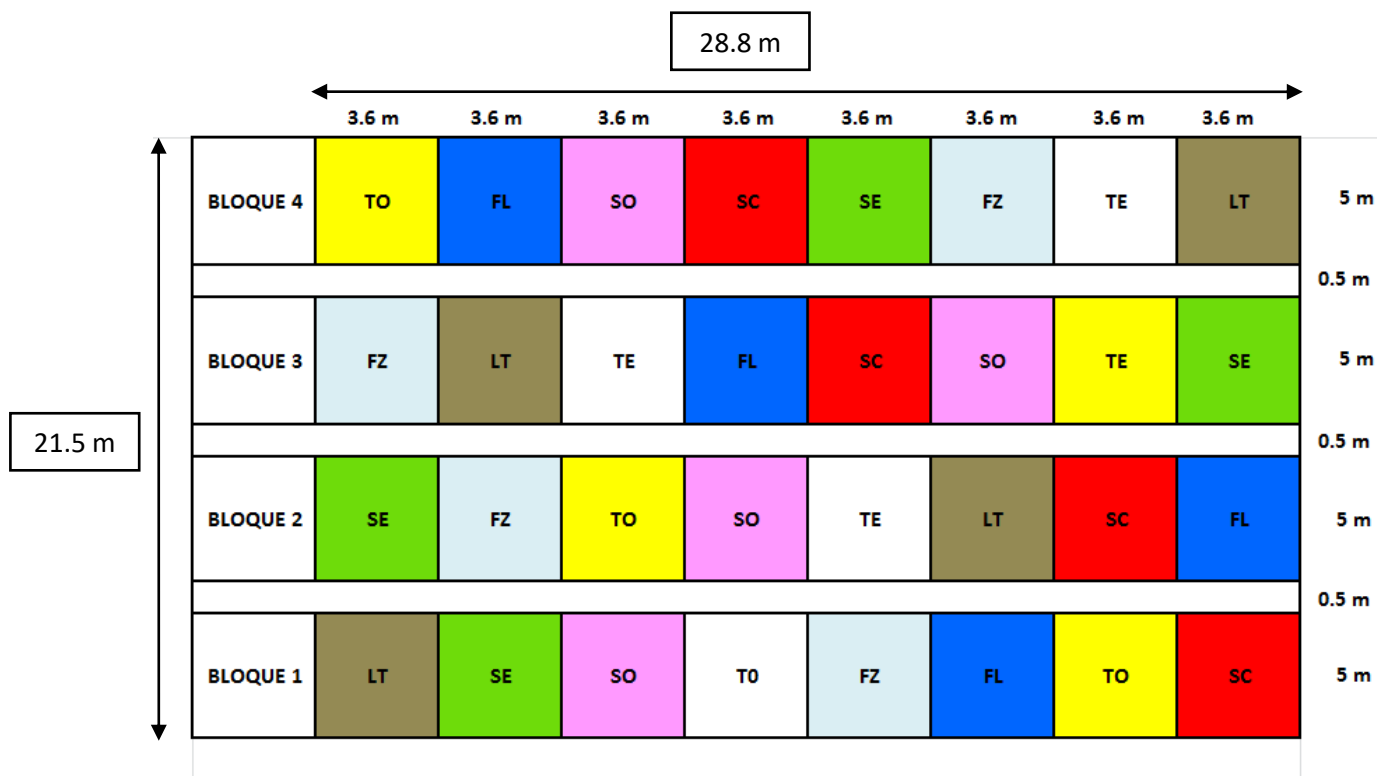 28.8 m
3.6 m 3.6 m 3.6 m 3.6 m 3.6 m 3.6 m 3.6 m 3.6 m
BLOQUE 4 TO FL SO SC SE FZ TE LT 5 m
0.5 m
BLOQUE 3 FZ LT TE FL SC SO TE SE 5 m
21.5 m
0.5 m
BLOQUE 2 SE FZ TO SO TE LT SC FL 5 m
0.5 m
BLOQUE 1 LT SE SO T0 FZ FL TO SC 5 m